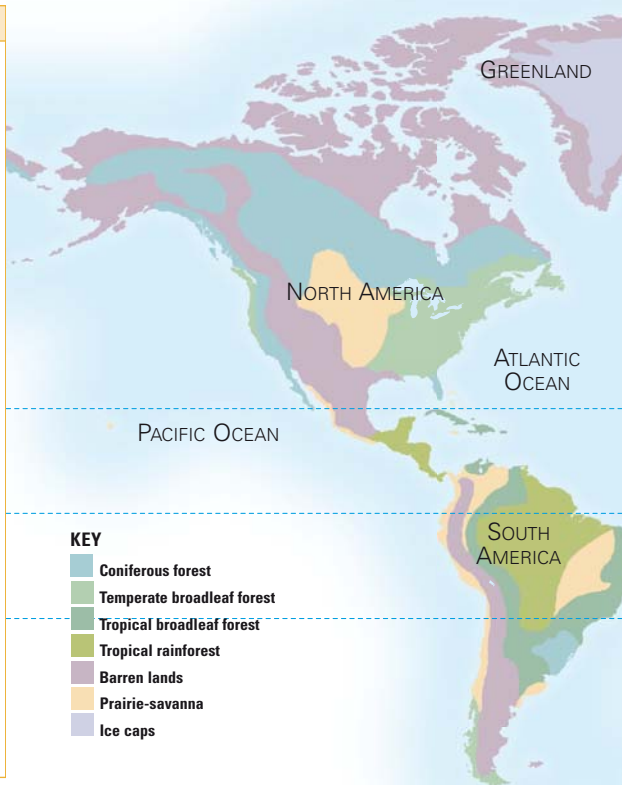 GREENLAND
NORTH AMERICA
ATLANTIC
OCEAN
PACIFIC OCEAN
SOUTH
AMERICA
KEY
Coniferous forest
Temperate broadleaf forest
Tropical broadleaf forest
Tropical rainforest
Barren lands
Prairie-savanna
Ice caps